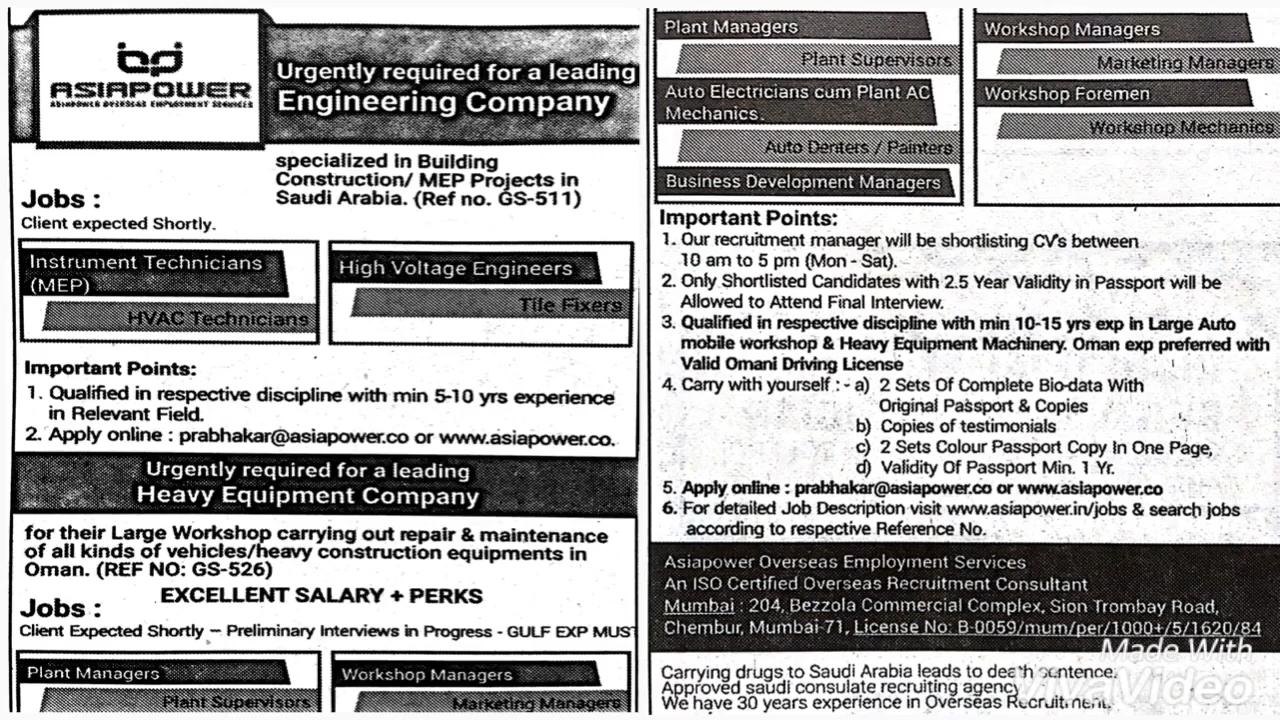 ASIAPOWER
ASIAPOWER OVERSEAS EMPLOYMENT SERVICES
Urgently required for a leading
Engineering Company
specialized in Building
Construction/ MEP Projects in
Saudi Arabia. (Ref no. GS-511)
Jobs :
Client expected Shortly.
Instrument Technicians
(MEP)
HVAC Technicians
High Voltage Engineers
Tile Fixers
Important Points:
1. Qualified in respective discipline with min 5-10 yrs experience
in Relevant Field.
2. Apply online : prabhakar@asiapower.co or www.asiapower.co.
Urgently required for a leading
Heavy Equipment Company
for their Large Workshop carrying out repair & maintenance
of all kinds of vehicles/heavy construction equipments in
Oman. (REF NO: GS-526)
EXCELLENT SALARY + PERKS
Jobs :
Client Expected Shortly – Preliminary Interviews in Progress - GULF EXP MUST
Plant Managers
Plant Supervisors
Workshop Managers
Marketing Managers
Plant Managers
Plant Supervisors
Auto Electricians cum Plant AC
Mechanics.
Auto Denters / Painters
Business Development Managers
Workshop Managers
Marketing Managers
Workshop Foremen
Workshop Mechanics
Important Points:
1. Our recruitment manager will be shortlisting CV's between
10 am to 5 pm (Mon - Sat).
2. Only Shortlisted Candidates with 2.5 Year Validity in Passport will be
Allowed to Attend Final Interview.
3. Qualified in respective discipline with min 10-15 yrs exp in Large Auto
mobile workshop & Heavy Equipment Machinery. Oman exp preferred with
Valid Omani Driving License
4. Carry with yourself : - a) 2 Sets Of Complete Bio-data With
Original Passport & Copies
b) Copies of testimonials
c) 2 Sets Colour Passport Copy In One Page,
d) Validity Of Passport Min. 1 Yr.
5. Apply online : prabhakar@asiapower.co or www.asiapower.co
6. For detailed Job Description visit www.asiapower.in/jobs & search jobs
according to respective Reference No.
Asiapower Overseas Employment Services
An ISO Certified Overseas Recruitment Consultant
Mumbai : 204, Bezzola Commercial Complex, Sion Trombay Road,
Chembur, Mumbai-71, License No: B-0059/mum/per/1000+/5/1620/84
Carrying drugs to Saudi Arabia leads to death sentence.
Approved saudi consulate recruiting agency
We have 30 years experience in Overseas Recruitment.
Made With
VivaVideo